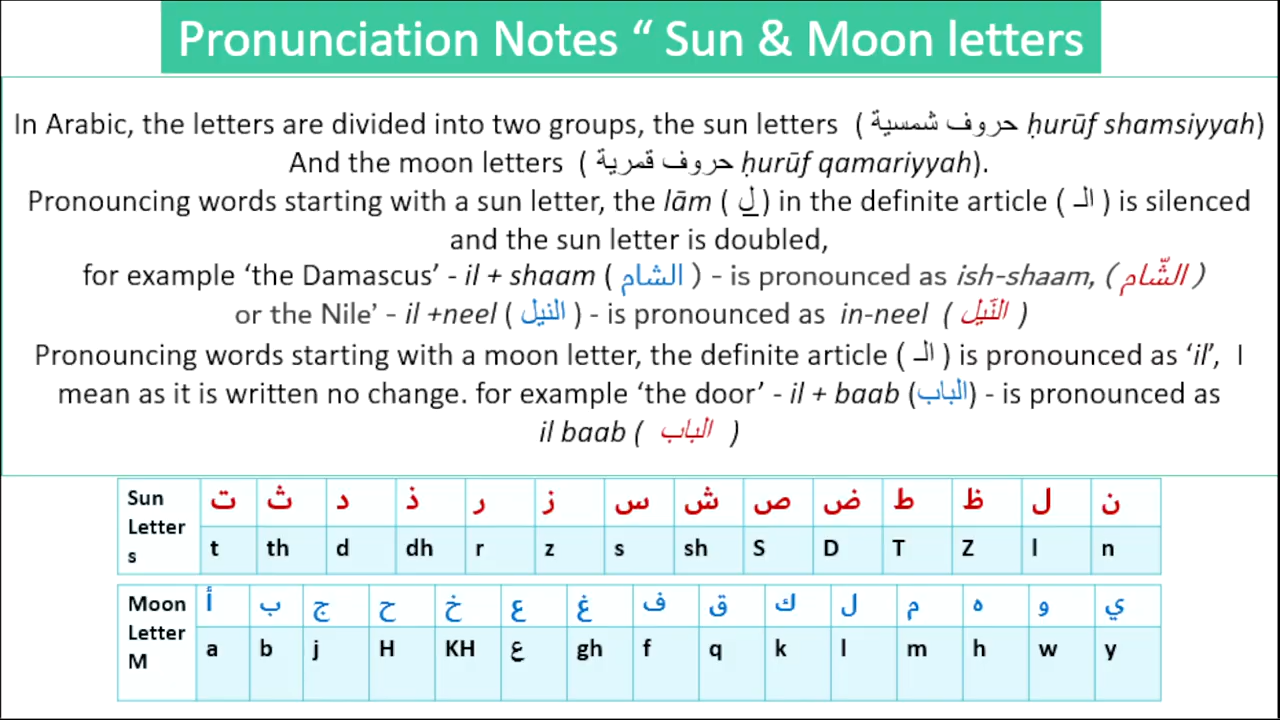 Pronunciation Notes “ Sun & Moon letters
In Arabic, the letters are divided into two groups, the sun letters ( حروف شمسية ḥurūf shamsiyyah)
And the moon letters ( حروف قمرية ḥurūf qamariyyah).
Pronouncing words starting with a sun letter, the lām ( ل ) in the definite article ( الـ ) is silenced
and the sun letter is doubled,
for example ‘the Damascus’ - il + shaam ( الشام ) - is pronounced as ish-shaam, ( الشّام )
or the Nile’ - il +neel ( النيل ) - is pronounced as in-neel ( النّيل )
Pronouncing words starting with a moon letter, the definite article ( الـ ) is pronounced as ‘il’, I
mean as it is written no change. for example ‘the door’ - il + baab (الباب) - is pronounced as
il baab ( الباب )
Sun Letters ت ث د ذ ر ز س ش ص ض ط ظ ل ن
t th d dh r z s sh S D T Z l n
Moon Letter M أ ب ج ح خ ع غ ف ق ك ل م ه و ي
a b j H KH ع gh f q k l m h w y